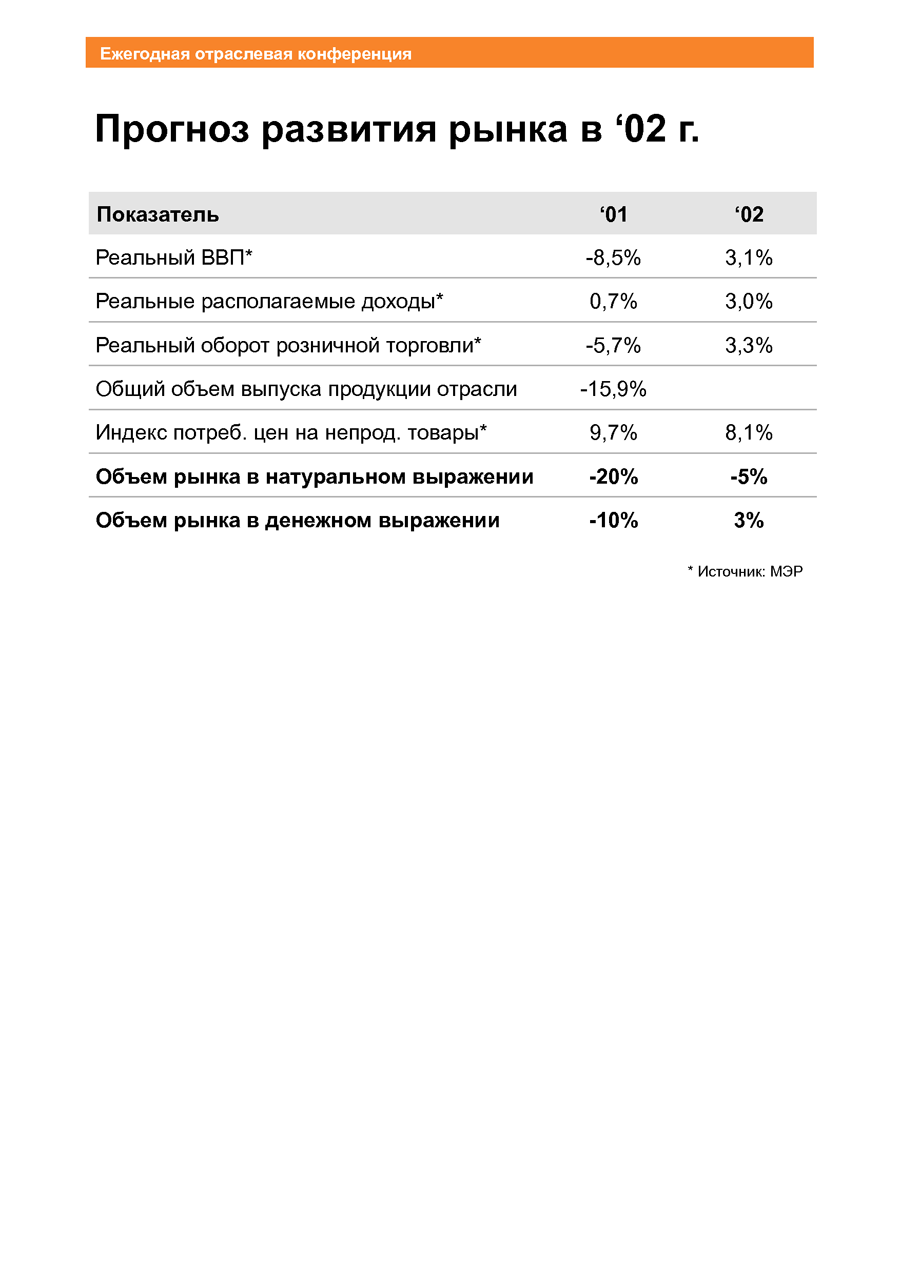 Ежегодная отраслевая конференция
Прогноз развития рынка в ‘02 г.
Показатель ‘01 ‘02
Реальный ВВП* -8,5% 3,1%
Реальные располагаемые доходы* 0,7% 3,0%
Реальный оборот розничной торговли* -5,7% 3,3%
Общий объем выпуска продукции отрасли -15,9%
Индекс потреб. цен на непрод. товары* 9,7% 8,1%
Объем рынка в натуральном выражении -20% -5%
Объем рынка в денежном выражении -10% 3%
* Источник: МЭР